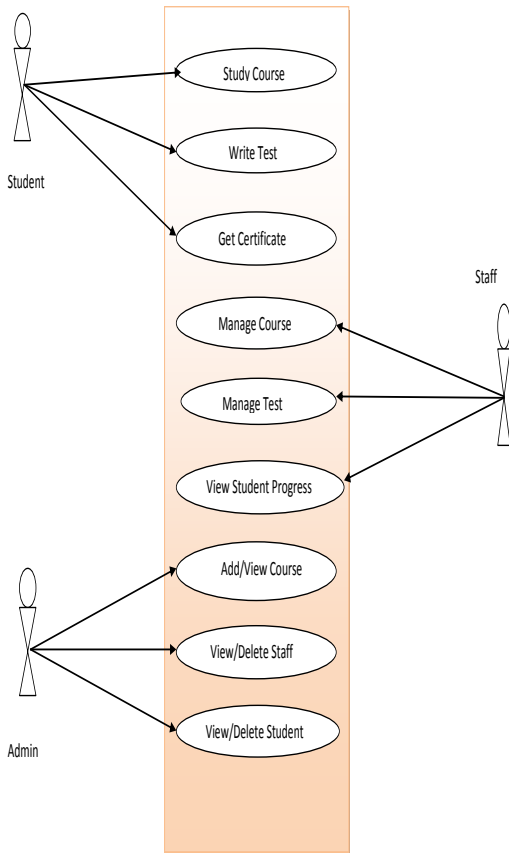 Study Course
Write Test
Student
Get Certificate
Staff
Manage Course
Manage Test
View Student Progress
Add/View Course
View/Delete Staff
View/Delete Student
Admin